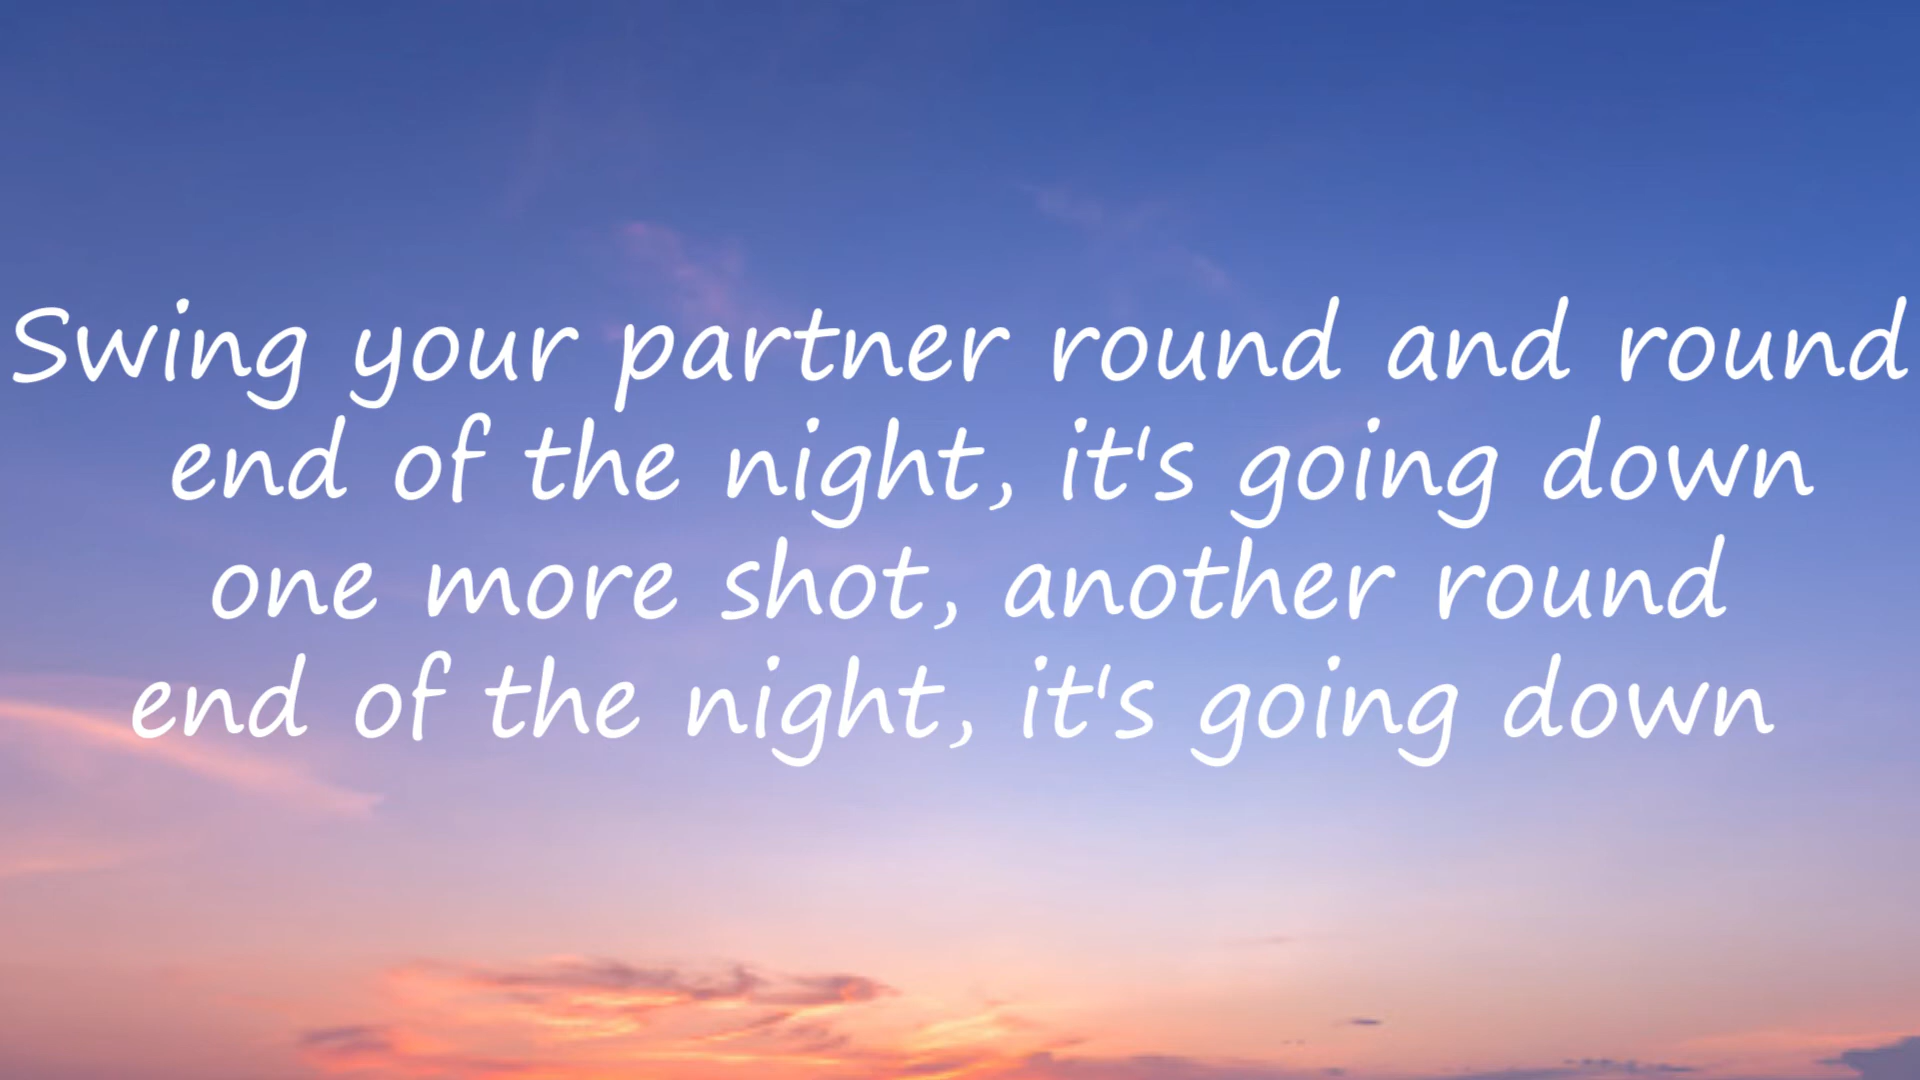 Swing your partner round and round
end of the night, it's going down
one more shot, another round
end of the night, it's going down